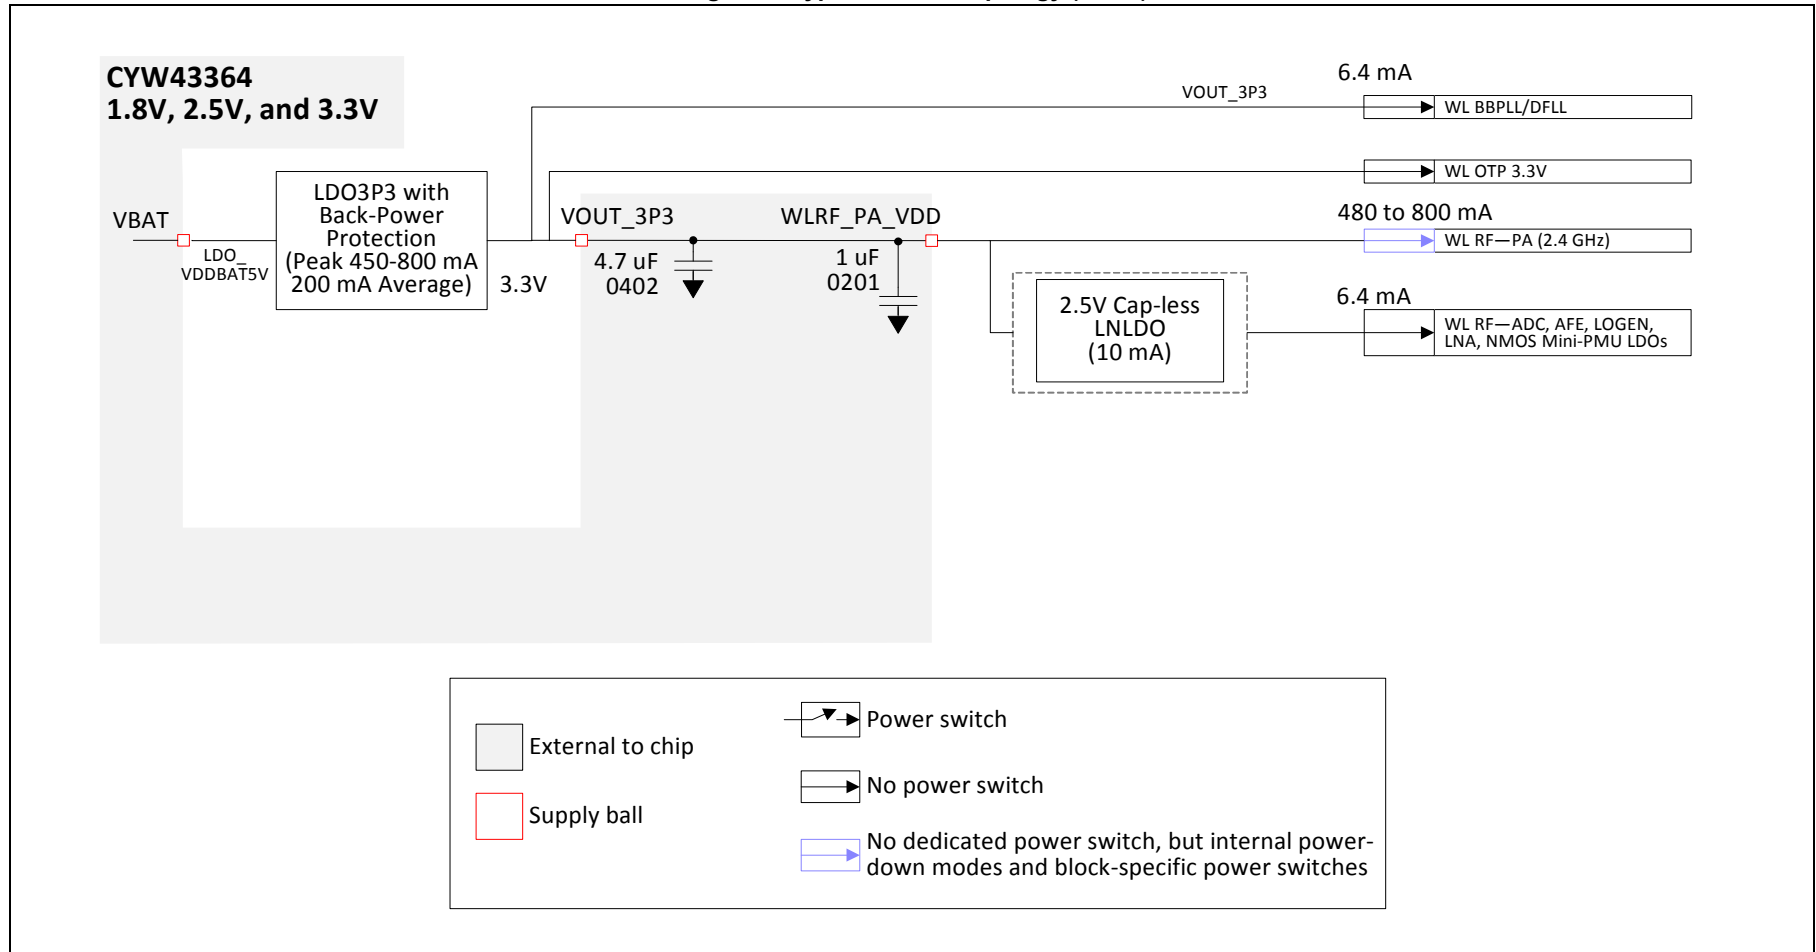 CYW43364
1.8V, 2.5V, and 3.3V
6.4 mA
VOUT_3P3
WL BBPLL/DFLL
WL OTP 3.3V
LDO3P3 with
Back-Power
Protection
(Peak 450-800 mA
200 mA Average)
VBAT
LDO_
VDDBAT5V
3.3V
VOUT_3P3
WLRF_PA_VDD
4.7 uF
0402
1 uF
0201
480 to 800 mA
WL RF—PA (2.4 GHz)
2.5V Cap-less
LNLDO
(10 mA)
6.4 mA
WL RF—ADC, AFE, LOGEN,
LNA, NMOS Mini-PMU LDOs
External to chip
Supply ball
Power switch
No power switch
No dedicated power switch, but internal power-
down modes and block-specific power switches